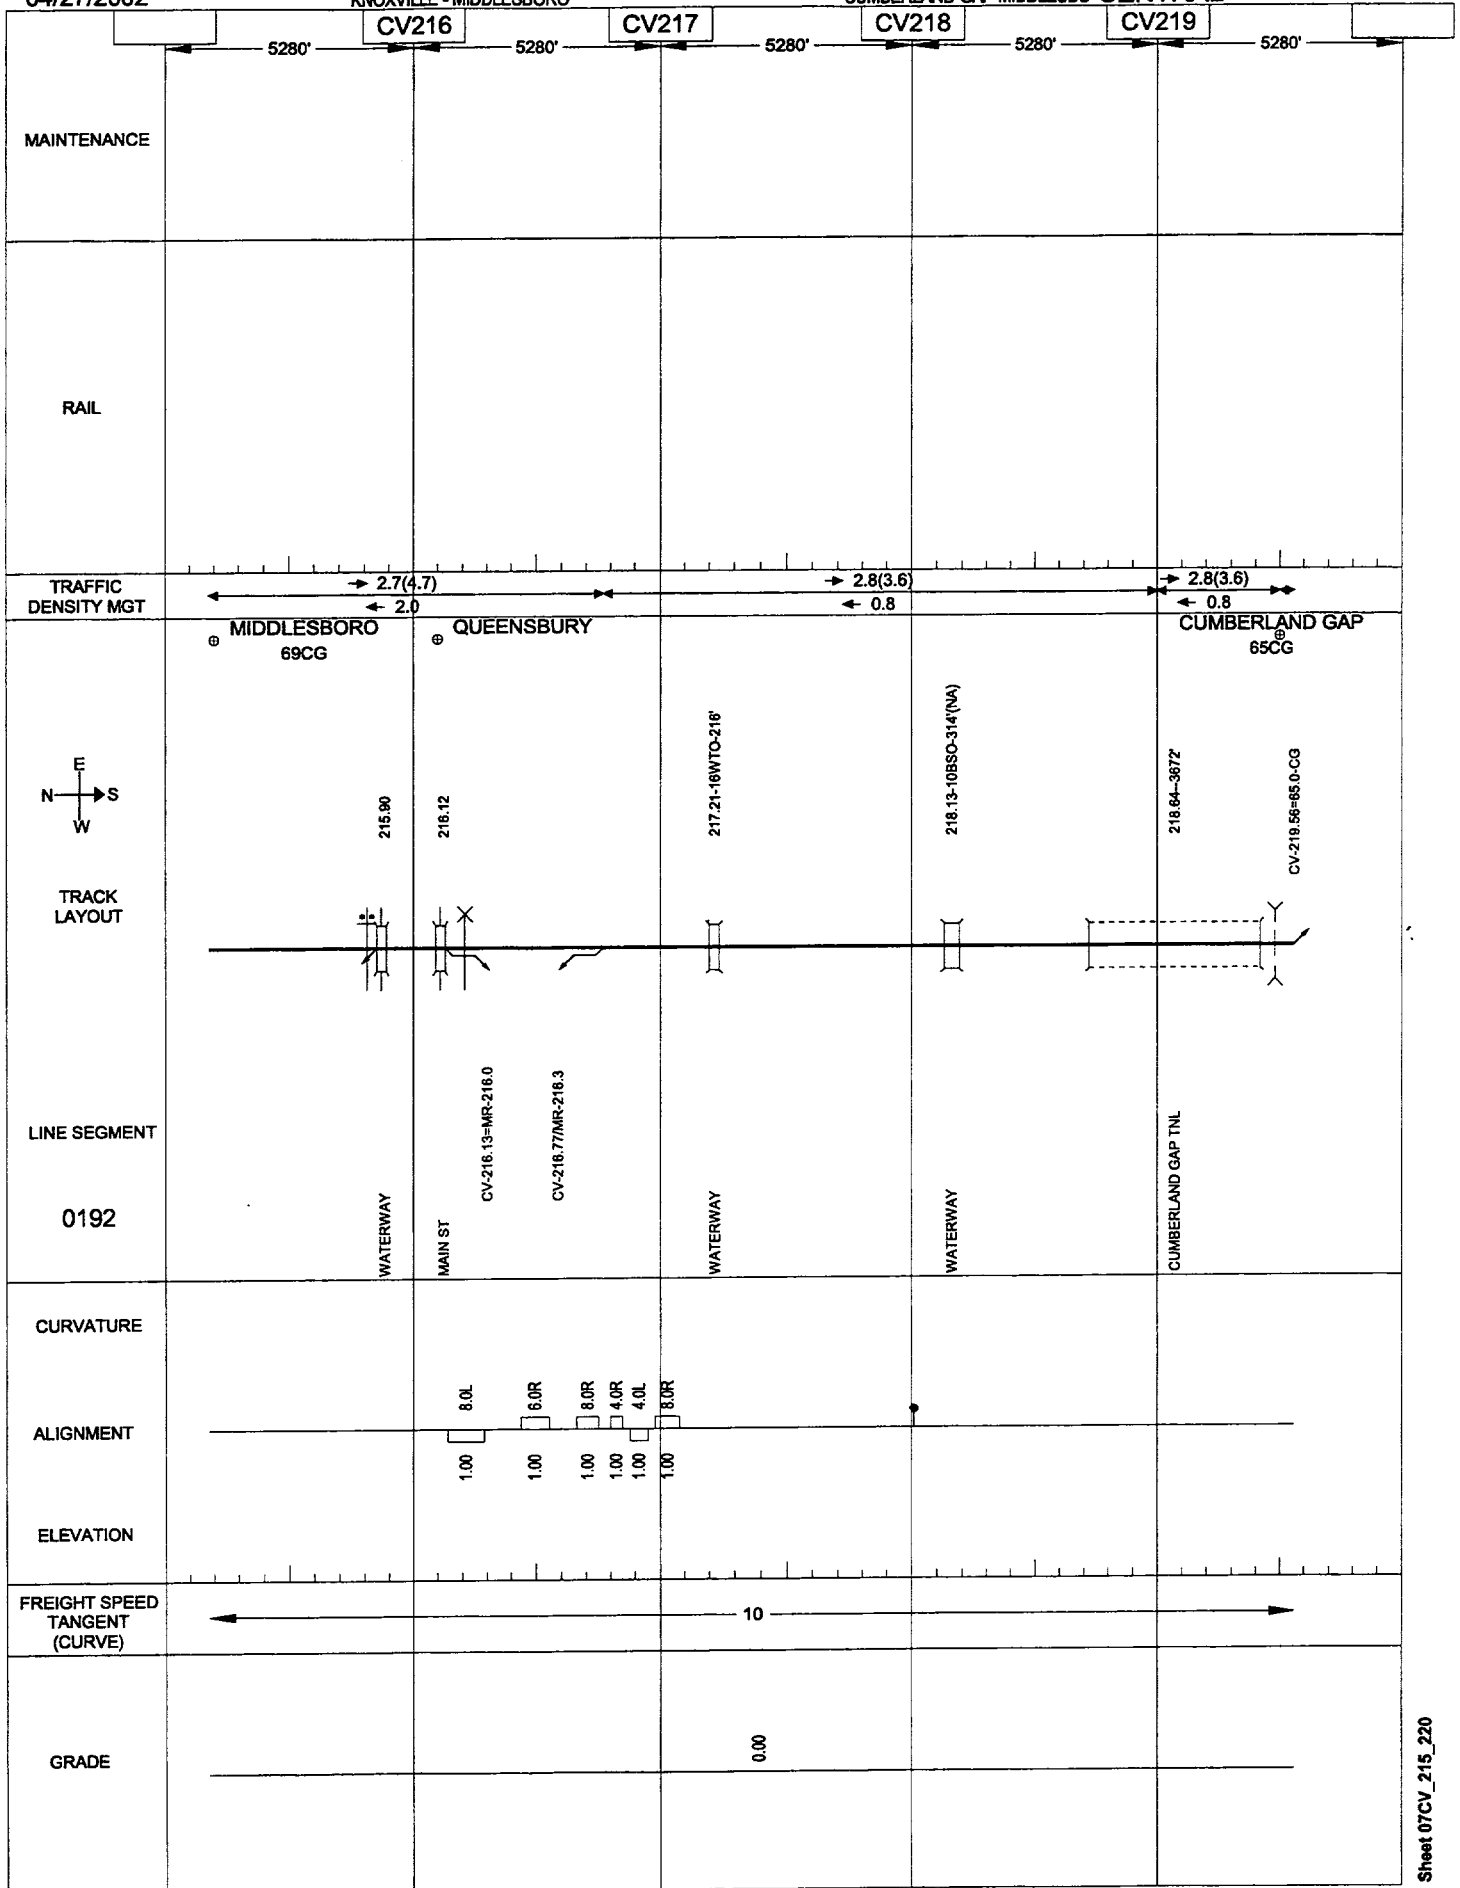 KNOXVILLE - MIDDLESBORO
CV216
CV217
CV218
CV219
5280'
5280'
5280'
5280'
5280'
MAINTENANCE
RAIL
TRAFFIC
DENSITY MGT
→ 2.7(4.7)
← 2.0
→ 2.8(3.6)
← 0.8
→ 2.8(3.6)
← 0.8
MIDDLESBORO
69CG
QUEENSBURY
CUMBERLAND GAP
65CG
E
N S
W
215.90
216.12
217.21-16WTO-216'
218.13-10BSO-314'(NA)
218.64--3672'
CV-219.56=65.0-CG
TRACK
LAYOUT
LINE SEGMENT
0192
WATERWAY
MAIN ST
CV-216.13=MR-216.0
CV-216.77/MR-216.3
WATERWAY
WATERWAY
CUMBERLAND GAP TNL
CURVATURE
8.0L
6.0R
8.0R
4.0R
4.0L
8.0R
ALIGNMENT
1.00
1.00
1.00
1.00
1.00
1.00
ELEVATION
FREIGHT SPEED
TANGENT
(CURVE)
10
GRADE
0.00
Sheet 07CV_215_220